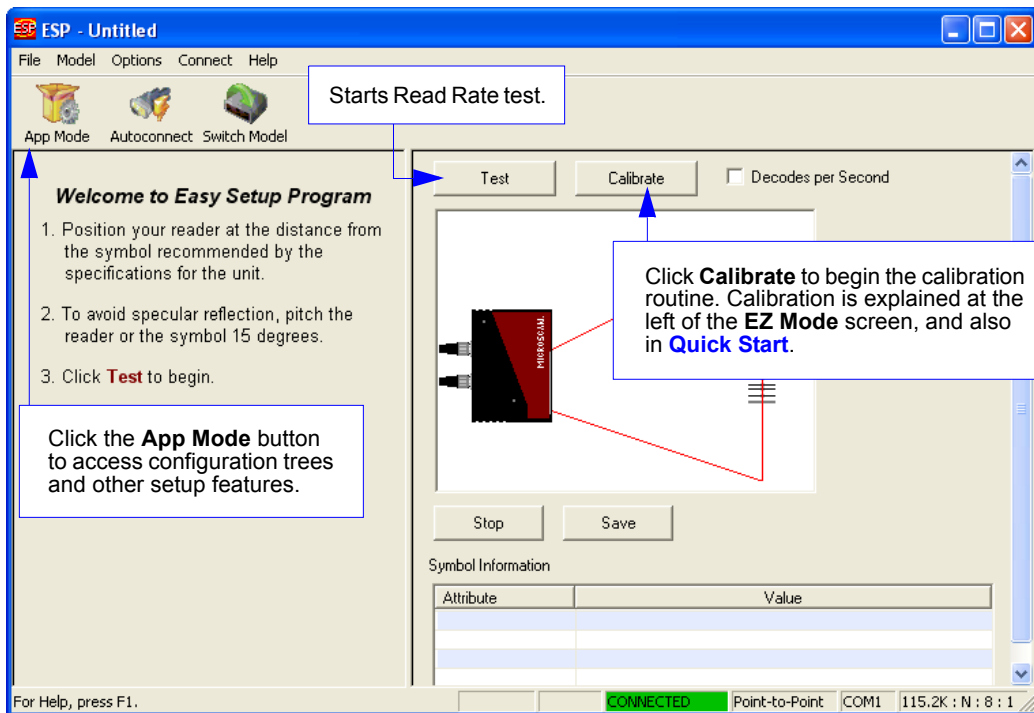 ESP - Untitled
File Model Options Connect Help
App Mode Autoconnect Switch Model
Starts Read Rate test.
Welcome to Easy Setup Program
1. Position your reader at the distance from
the symbol recommended by the
specifications for the unit.
2. To avoid specular reflection, pitch the
reader or the symbol 15 degrees.
3. Click Test to begin.
Click the App Mode button
to access configuration trees
and other setup features.
Test Calibrate Decodes per Second
Click Calibrate to begin the calibration
routine. Calibration is explained at the
left of the EZ Mode screen, and also
in Quick Start.
MICROSCAN.
Stop Save
Symbol Information
Attribute Value
For Help, press F1. CONNECTED Point-to-Point COM1 115.2K : N : 8 : 1